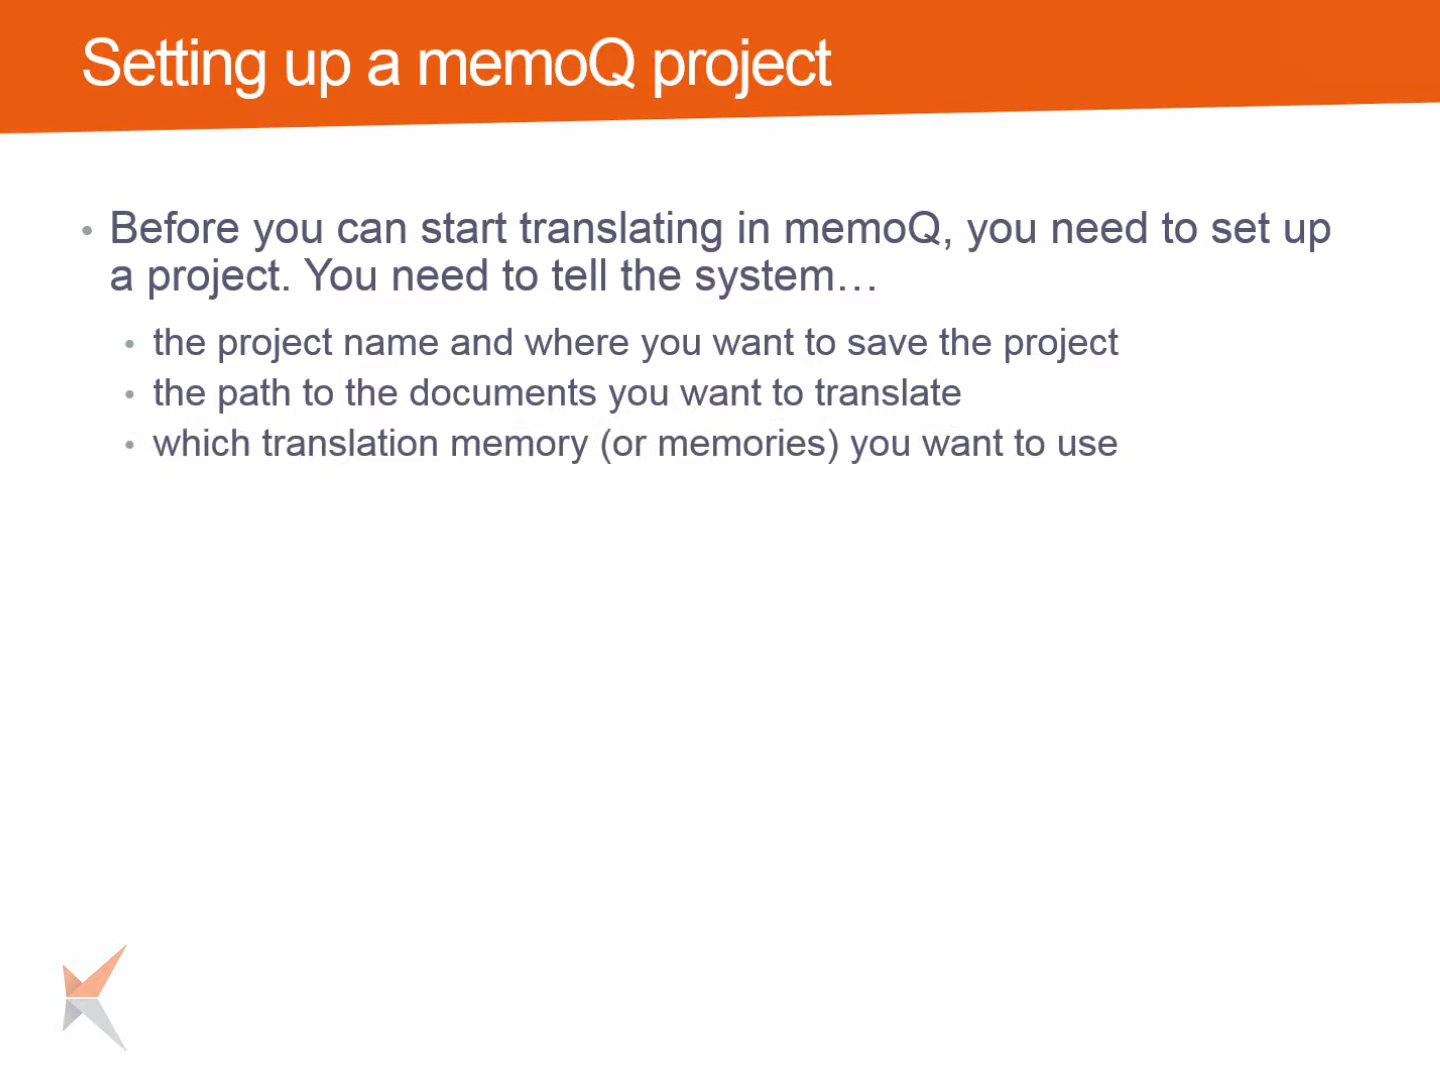 Setting up a memoQ project
• Before you can start translating in memoQ, you need to set up
a project. You need to tell the system…
• the project name and where you want to save the project
• the path to the documents you want to translate
• which translation memory (or memories) you want to use